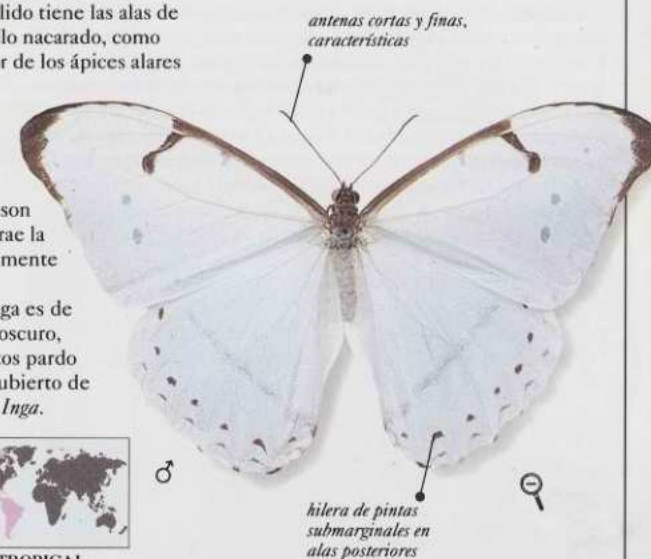 lido tiene las alas de
lo nacarado, como
r de los ápices alares
antenas cortas y finas,
características
son
rae la
mente
ga es de
oscuro,
tos pardo
ubierto de
Inga.
♂
hilera de pintas
submarginales en
alas posteriores